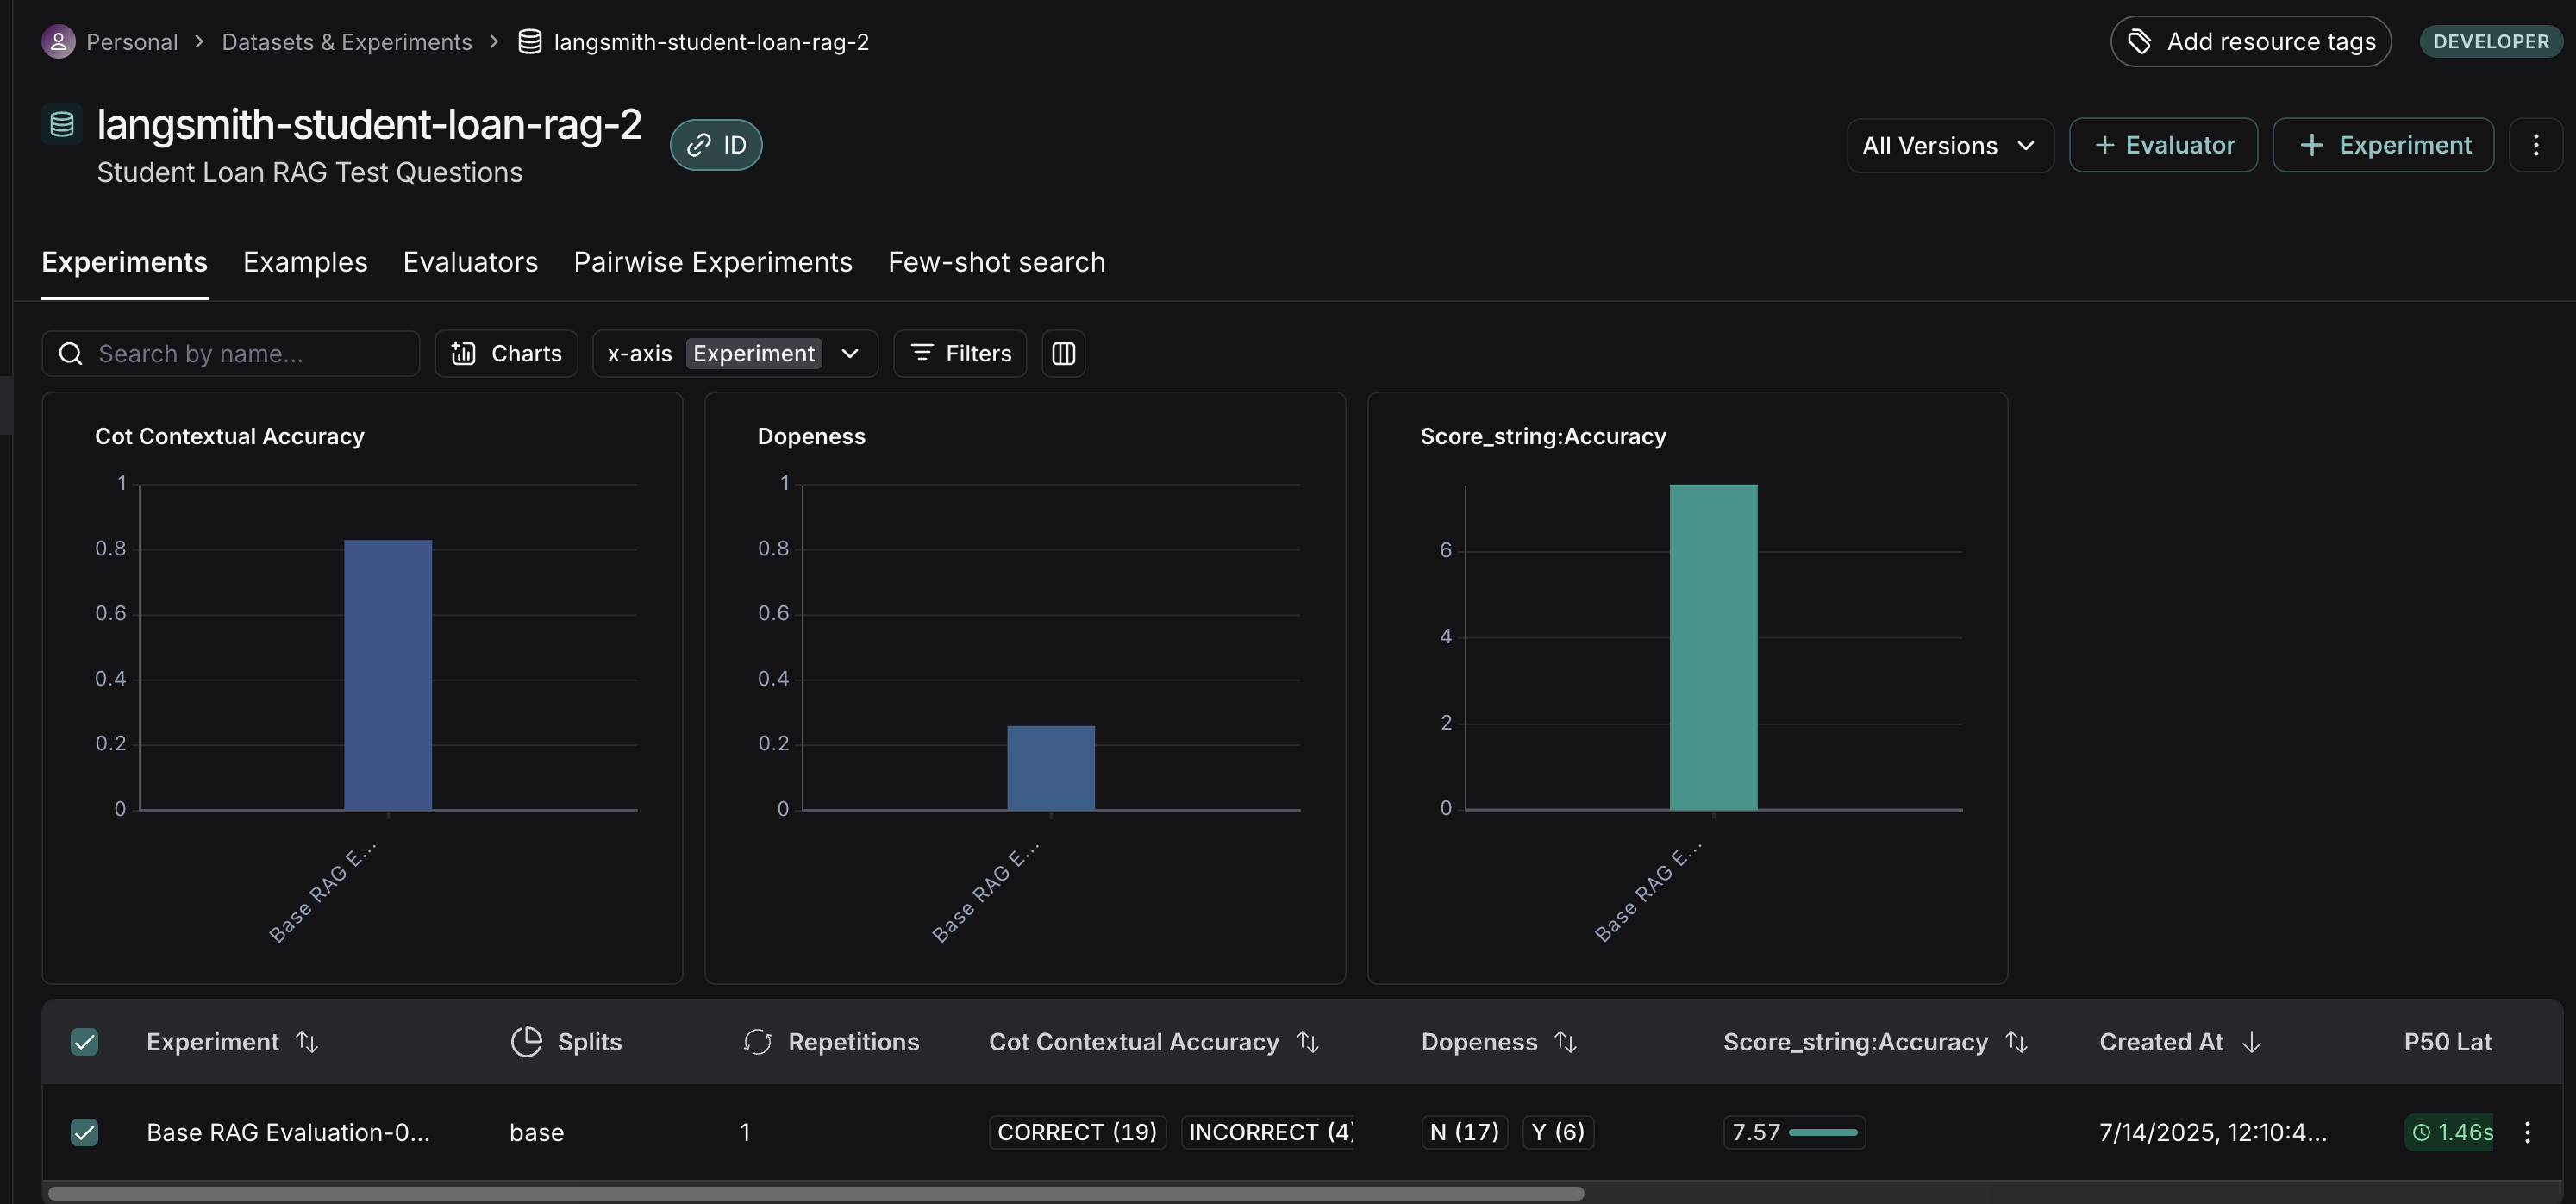 Personal > Datasets & Experiments > langsmith-student-loan-rag-2
Add resource tags
DEVELOPER
langsmith-student-loan-rag-2
ID
Student Loan RAG Test Questions
All Versions
+ Evaluator
+ Experiment
Experiments Examples Evaluators Pairwise Experiments Few-shot search
Search by name...
Charts
x-axis Experiment
Filters
Cot Contextual Accuracy
1
0.8
0.6
0.4
0.2
0
Base RAG E...
Dopeness
1
0.8
0.6
0.4
0.2
0
Base RAG E...
Score_string:Accuracy
6
4
2
0
Base RAG E...
Experiment Splits Repetitions Cot Contextual Accuracy Dopeness Score_string:Accuracy Created At P50 Lat
Base RAG Evaluation-0... base 1 CORRECT (19) INCORRECT (4) N (17) Y (6) 7.57 7/14/2025, 12:10:4... 1.46s